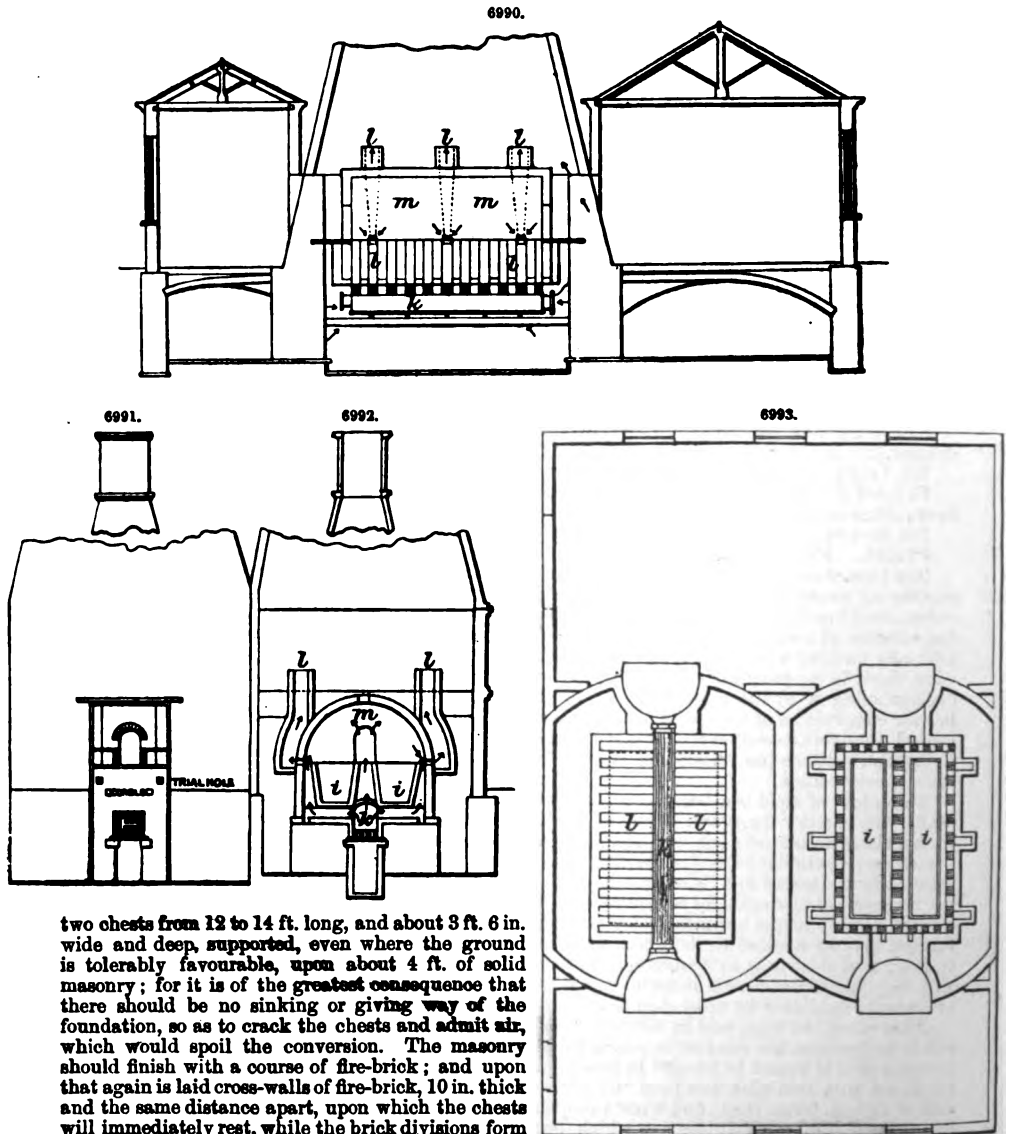 6990.
l l l
m m
l l
k
6991. 6992. 6993.
l l
m
TRIAL HOLE
i i
k
l k l
i i
two chests from 12 to 14 ft. long, and about 3 ft. 6 in.
wide and deep, supported, even where the ground
is tolerably favourable, upon about 4 ft. of solid
masonry; for it is of the greatest consequence that
there should be no sinking or giving way of the
foundation, so as to crack the chests and admit air,
which would spoil the conversion. The masonry
should finish with a course of fire-brick; and upon
that again is laid cross-walls of fire-brick, 10 in. thick
and the same distance apart, upon which the chests
will immediately rest, while the brick divisions form